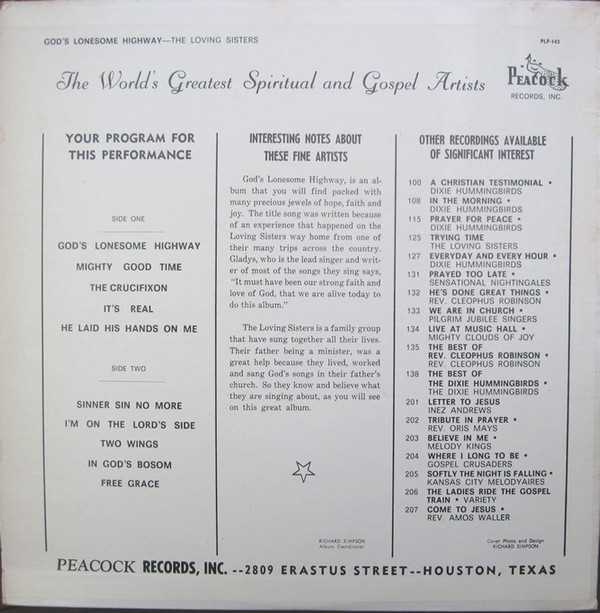 GOD'S LONESOME HIGHWAY—THE LOVING SISTERS
PLP-143
The World's Greatest Spiritual and Gospel Artists
PEACOCK
RECORDS, INC.
YOUR PROGRAM FOR
THIS PERFORMANCE
SIDE ONE
GOD'S LONESOME HIGHWAY
MIGHTY GOOD TIME
THE CRUCIFIXON
IT'S REAL
HE LAID HIS HANDS ON ME
SIDE TWO
SINNER SIN NO MORE
I'M ON THE LORD'S SIDE
TWO WINGS
IN GOD'S BOSOM
FREE GRACE
INTERESTING NOTES ABOUT
THESE FINE ARTISTS
God's Lonesome Highway, is an al-
bum that you will find packed with
many precious jewels of hope, faith and
joy. The title song was written because
of an experience that happened on the
Loving Sisters way home from one of
their many trips across the country.
Gladys, who is the lead singer and writ-
er of most of the songs they sing says,
"It must have been our strong faith and
love of God, that we are alive today to
do this album."
The Loving Sisters is a family group
that have sung together all their lives.
Their father being a minister, was a
great help because they lived, worked
and sang God's songs in their father's
church. So they know and believe what
they are singing about, as you will see
on this great album.
RICHARD SIMPSON
Album Coordinator
OTHER RECORDINGS AVAILABLE
OF SIGNIFICANT INTEREST
100 A CHRISTIAN TESTIMONIAL •
DIXIE HUMMINGBIRDS
108 IN THE MORNING •
DIXIE HUMMINGBIRDS
115 PRAYER FOR PEACE •
DIXIE HUMMINGBIRDS
125 TRYING TIME
THE LOVING SISTERS
127 EVERYDAY AND EVERY HOUR •
DIXIE HUMMINGBIRDS
131 PRAYED TOO LATE •
SENSATIONAL NIGHTINGALES
132 HE'S DONE GREAT THINGS •
REV. CLEOPHUS ROBINSON
133 WE ARE IN CHURCH •
PILGRIM JUBILEE SINGERS
134 LIVE AT MUSIC HALL •
MIGHTY CLOUDS OF JOY
135 THE BEST OF
REV. CLEOPHUS ROBINSON •
REV. CLEOPHUS ROBINSON
138 THE BEST OF
THE DIXIE HUMMINGBIRDS •
THE DIXIE HUMMINGBIRDS
201 LETTER TO JESUS
INEZ ANDREWS
202 TRIBUTE IN PRAYER •
REV. ORIS MAYS
203 BELIEVE IN ME •
MELODY KINGS
204 WHERE I LONG TO BE •
GOSPEL CRUSADERS
205 SOFTLY THE NIGHT IS FALLING •
KANSAS CITY MELODYAIRES
206 THE LADIES RIDE THE GOSPEL
TRAIN • VARIETY
207 COME TO JESUS •
REV. AMOS WALLER
Cover Photo and Design
RICHARD SIMPSON
PEACOCK RECORDS, INC. --2809 ERASTUS STREET--HOUSTON, TEXAS